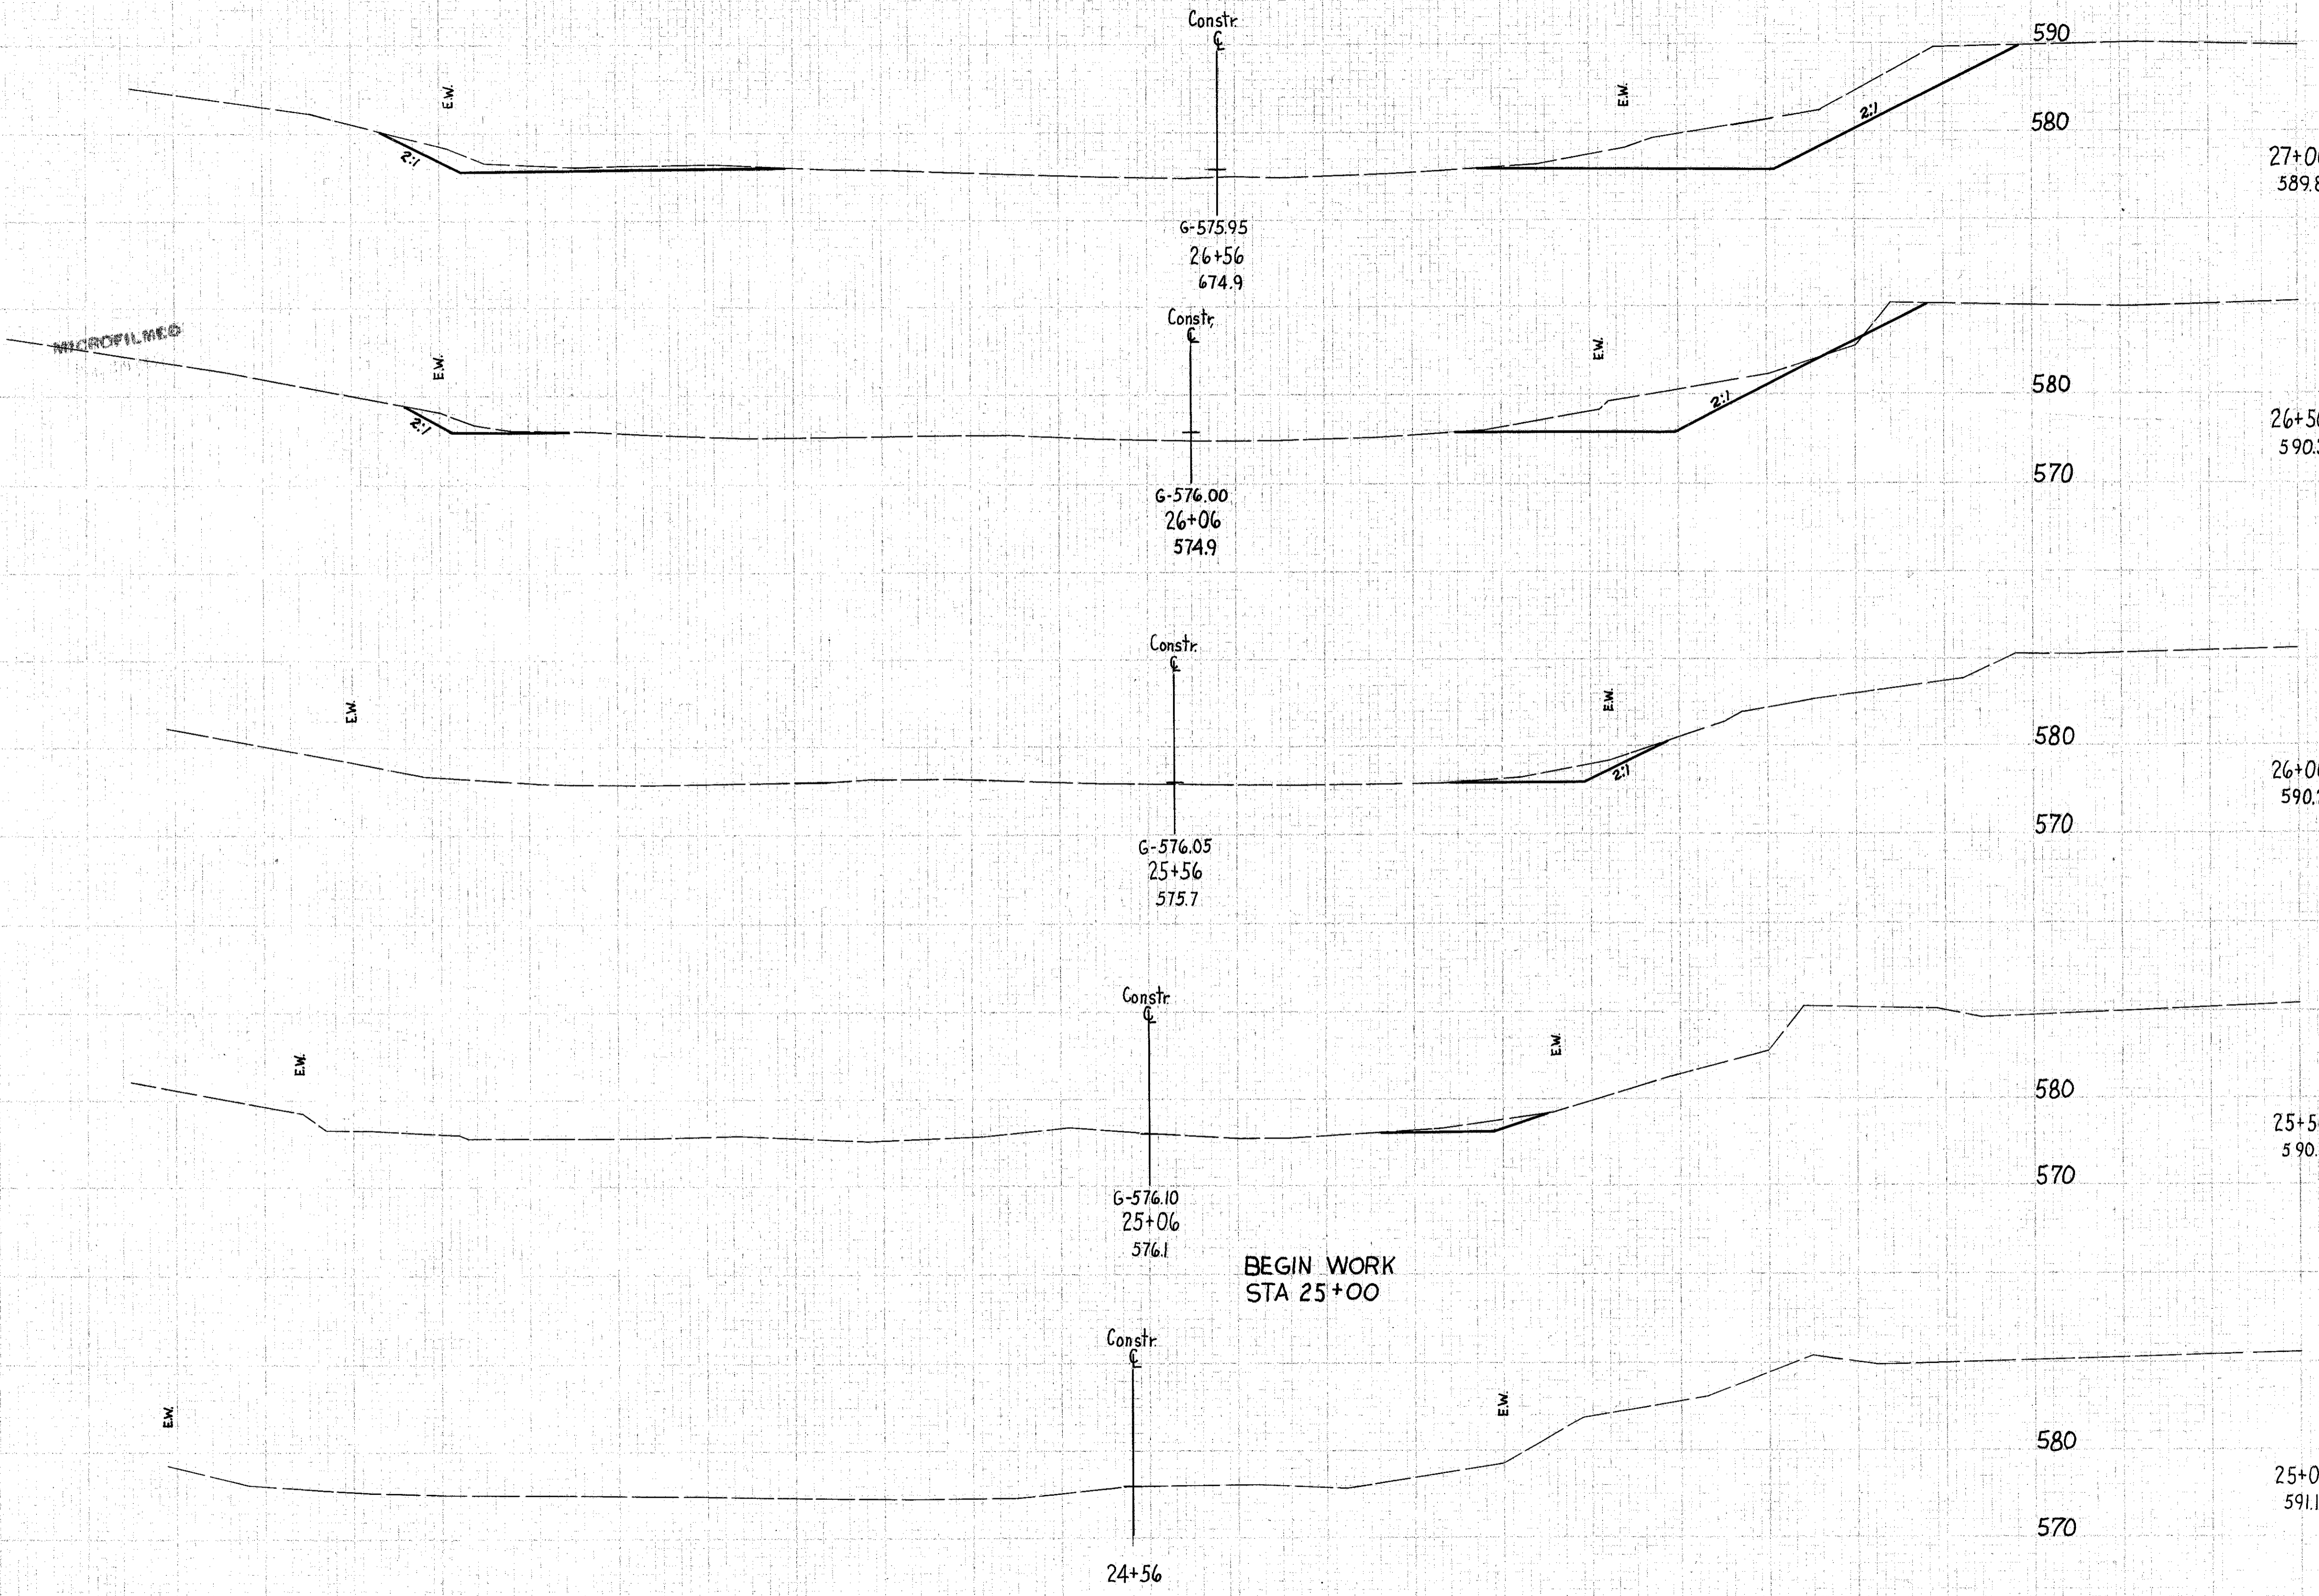 Constr.
℄
590
E.W.
E.W.
2:1
580
2:1
27+0
589.8
G-575.95
26+56
674.9
Constr.
℄
MICROFILMED
E.W.
E.W.
580
2:1
2:1
26+5
590.
570
G-576.00
26+06
574.9
Constr.
℄
E.W.
E.W.
580
2:1
26+0
590.
570
G-576.05
25+56
575.7
Constr.
℄
E.W.
E.W.
580
25+5
590.
570
G-576.10
25+06
576.1
BEGIN WORK
STA 25+00
Constr.
℄
E.W.
E.W.
580
25+0
591.1
570
24+56